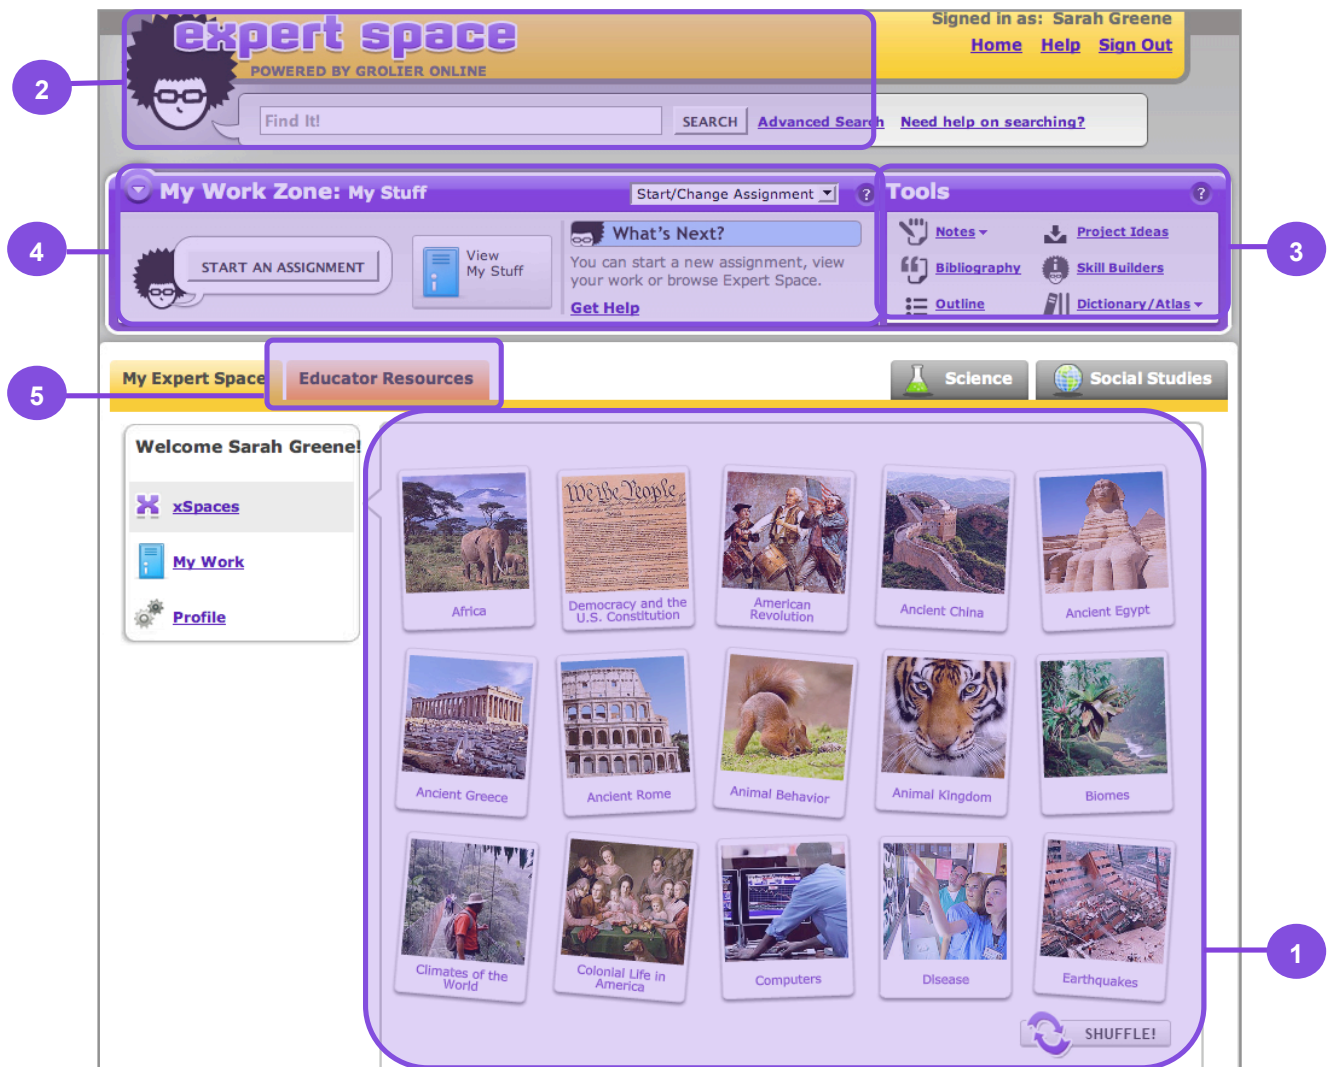 expert space
POWERED BY GROLIER ONLINE
Signed in as: Sarah Greene
Home Help Sign Out
2
Find It!
SEARCH Advanced Search Need help on searching?
My Work Zone: My Stuff
Start/Change Assignment
?
Tools
?
4
START AN ASSIGNMENT
View
My Stuff
What's Next?
You can start a new assignment, view
your work or browse Expert Space.
Get Help
Notes
Project Ideas
Bibliography
Skill Builders
Outline
Dictionary/Atlas
3
5
My Expert Space
Educator Resources
Science
Social Studies
Welcome Sarah Greene!
xSpaces
My Work
Profile
We the People
Africa
Democracy and the
U.S. Constitution
American
Revolution
Ancient China
Ancient Egypt
Ancient Greece
Ancient Rome
Animal Behavior
Animal Kingdom
Biomes
Climates of the
World
Colonial Life in
America
Computers
Disease
Earthquakes
1
SHUFFLE!